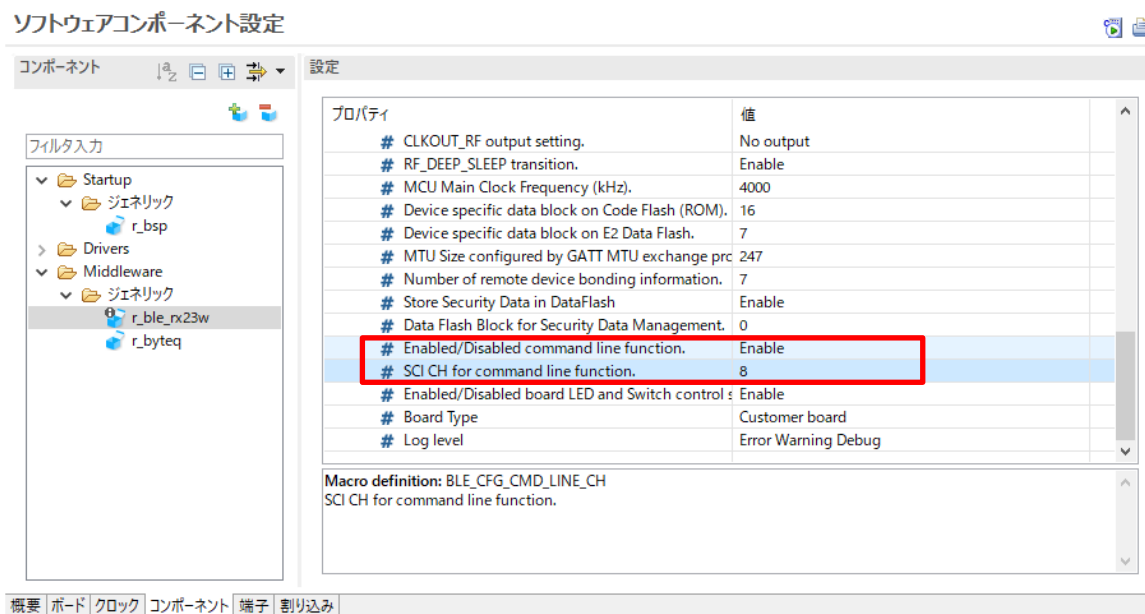 ソフトウェアコンポーネント設定
コンポーネント
設定
フィルタ入力
Startup
ジェネリック
r_bsp
Drivers
Middleware
ジェネリック
r_ble_rx23w
r_byteq
プロパティ 値
CLKOUT_RF output setting. No output
RF_DEEP_SLEEP transition. Enable
MCU Main Clock Frequency (kHz). 4000
Device specific data block on Code Flash (ROM). 16
Device specific data block on E2 Data Flash. 7
MTU Size configured by GATT MTU exchange prc 247
Number of remote device bonding information. 7
Store Security Data in DataFlash Enable
Data Flash Block for Security Data Management. 0
Enabled/Disabled command line function. Enable
SCI CH for command line function. 8
Enabled/Disabled board LED and Switch control s Enable
Board Type Customer board
Log level Error Warning Debug
Macro definition: BLE_CFG_CMD_LINE_CH
SCI CH for command line function.
概要 ボード クロック コンポーネント 端子 割り込み